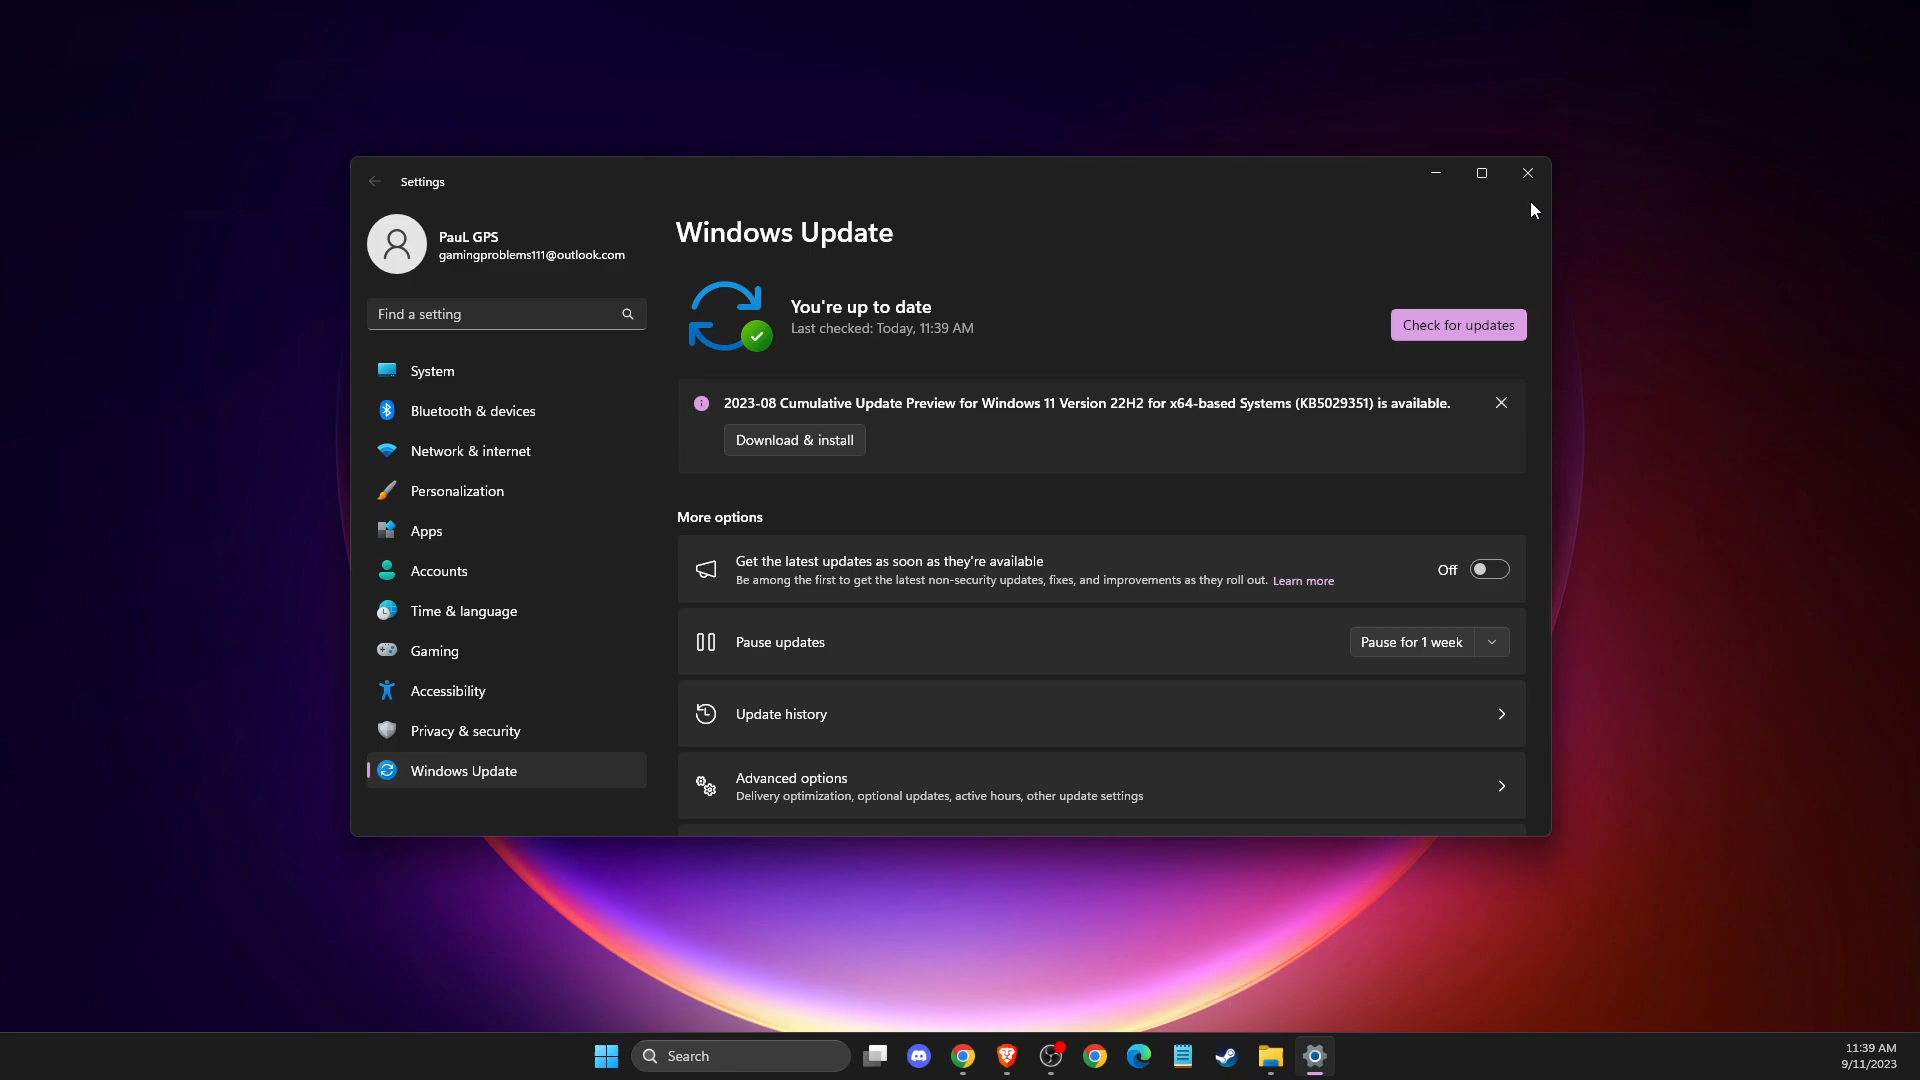 Settings
PauL GPS
gamingproblems111@outlook.com
Find a setting
System
Bluetooth & devices
Network & internet
Personalization
Apps
Accounts
Time & language
Gaming
Accessibility
Privacy & security
Windows Update
Windows Update
You're up to date
Last checked: Today, 11:39 AM
Check for updates
2023-08 Cumulative Update Preview for Windows 11 Version 22H2 for x64-based Systems (KB5029351) is available.
Download & install
More options
Get the latest updates as soon as they're available
Be among the first to get the latest non-security updates, fixes, and improvements as they roll out. Learn more
Off
Pause updates
Pause for 1 week
Update history
Advanced options
Delivery optimization, optional updates, active hours, other update settings
Search
11:39 AM
9/11/2023